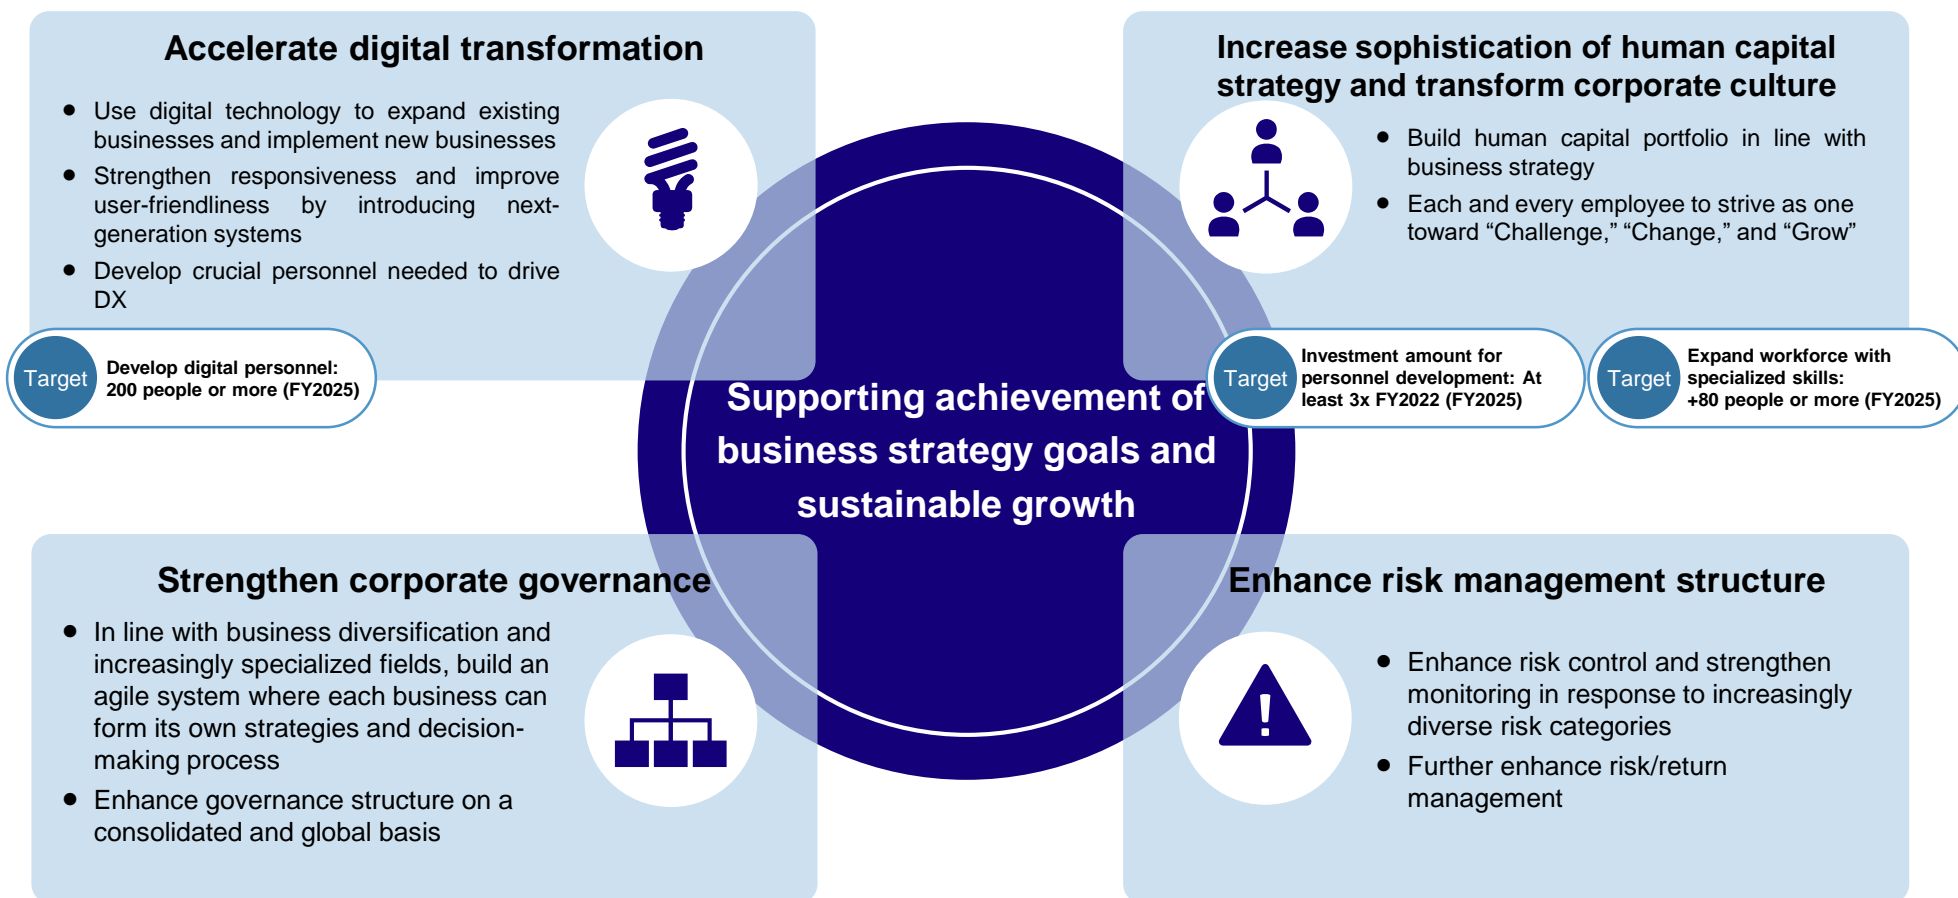 Accelerate digital transformation
● Use digital technology to expand existing
businesses and implement new businesses
● Strengthen responsiveness and improve
user-friendliness by introducing next-
generation systems
● Develop crucial personnel needed to drive
DX
Target
Develop digital personnel:
200 people or more (FY2025)
Increase sophistication of human capital
strategy and transform corporate culture
● Build human capital portfolio in line with
business strategy
● Each and every employee to strive as one
toward “Challenge,” “Change,” and “Grow”
Target
Investment amount for
personnel development: At
least 3x FY2022 (FY2025)
Target
Expand workforce with
specialized skills:
+80 people or more (FY2025)
Supporting achievement of
business strategy goals and
sustainable growth
Strengthen corporate governance
● In line with business diversification and
increasingly specialized fields, build an
agile system where each business can
form its own strategies and decision-
making process
● Enhance governance structure on a
consolidated and global basis
Enhance risk management structure
● Enhance risk control and strengthen
monitoring in response to increasingly
diverse risk categories
● Further enhance risk/return
management